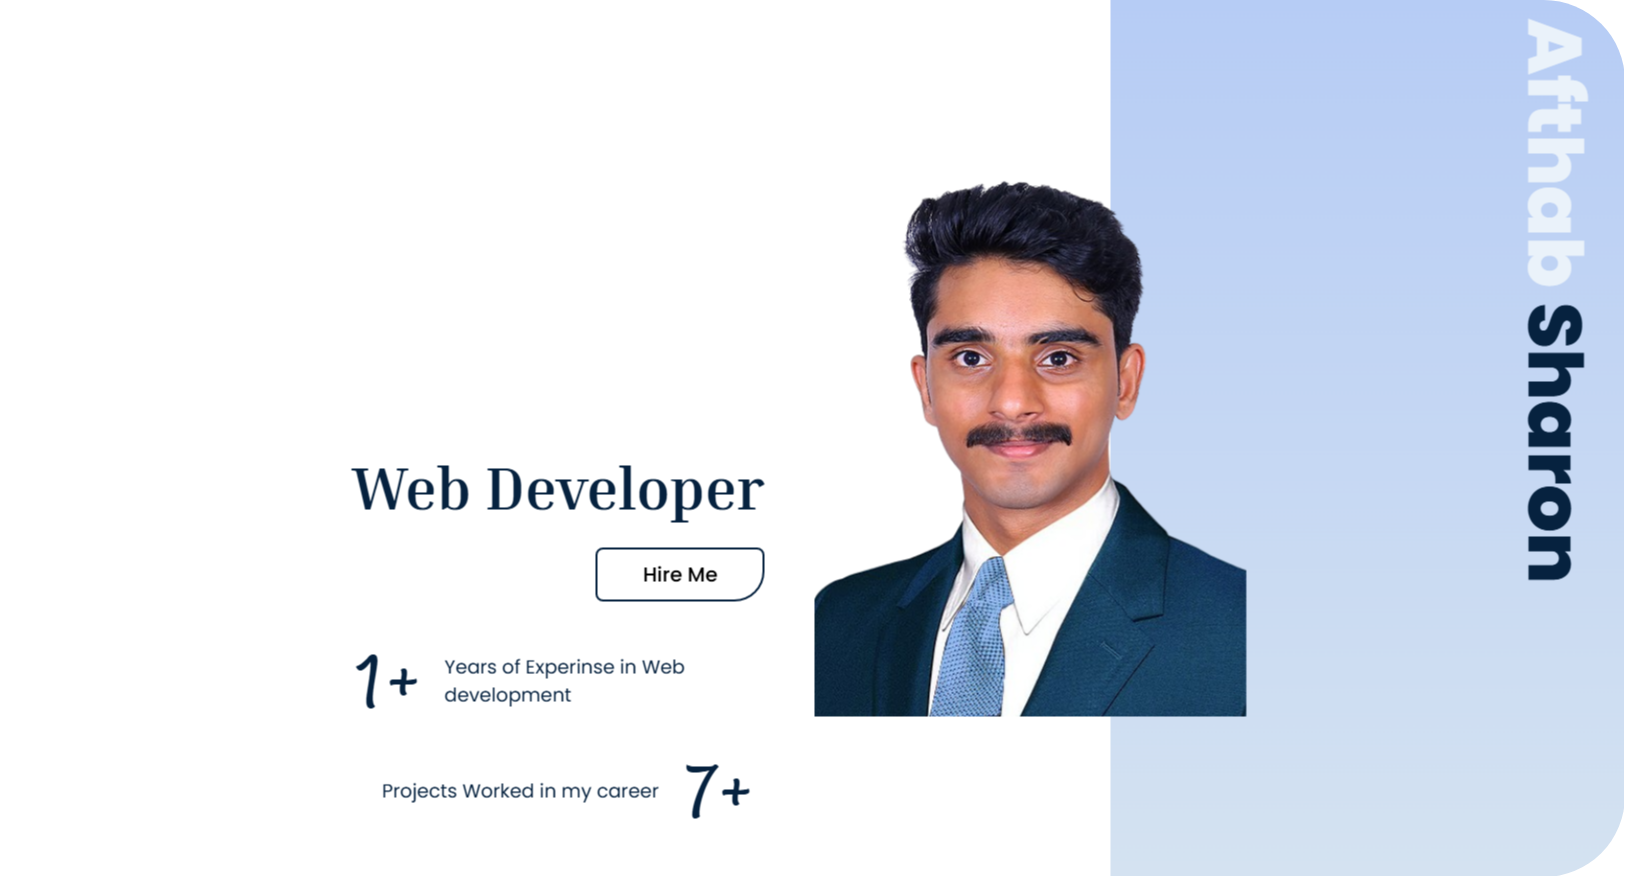 Web Developer
Hire Me
1+
Years of Experinse in Web
development
Projects Worked in my career
7+
Afthab Sharon